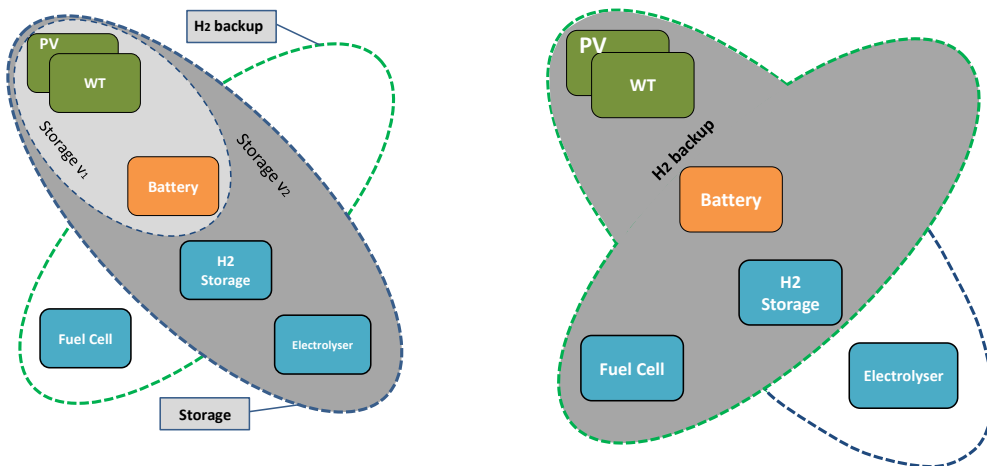 H2 backup
PV
WT
Storage v1
Storage v2
Battery
H2
Storage
Fuel Cell
Electrolyser
Storage
PV
WT
H2 backup
Battery
H2
Storage
Fuel Cell
Electrolyser